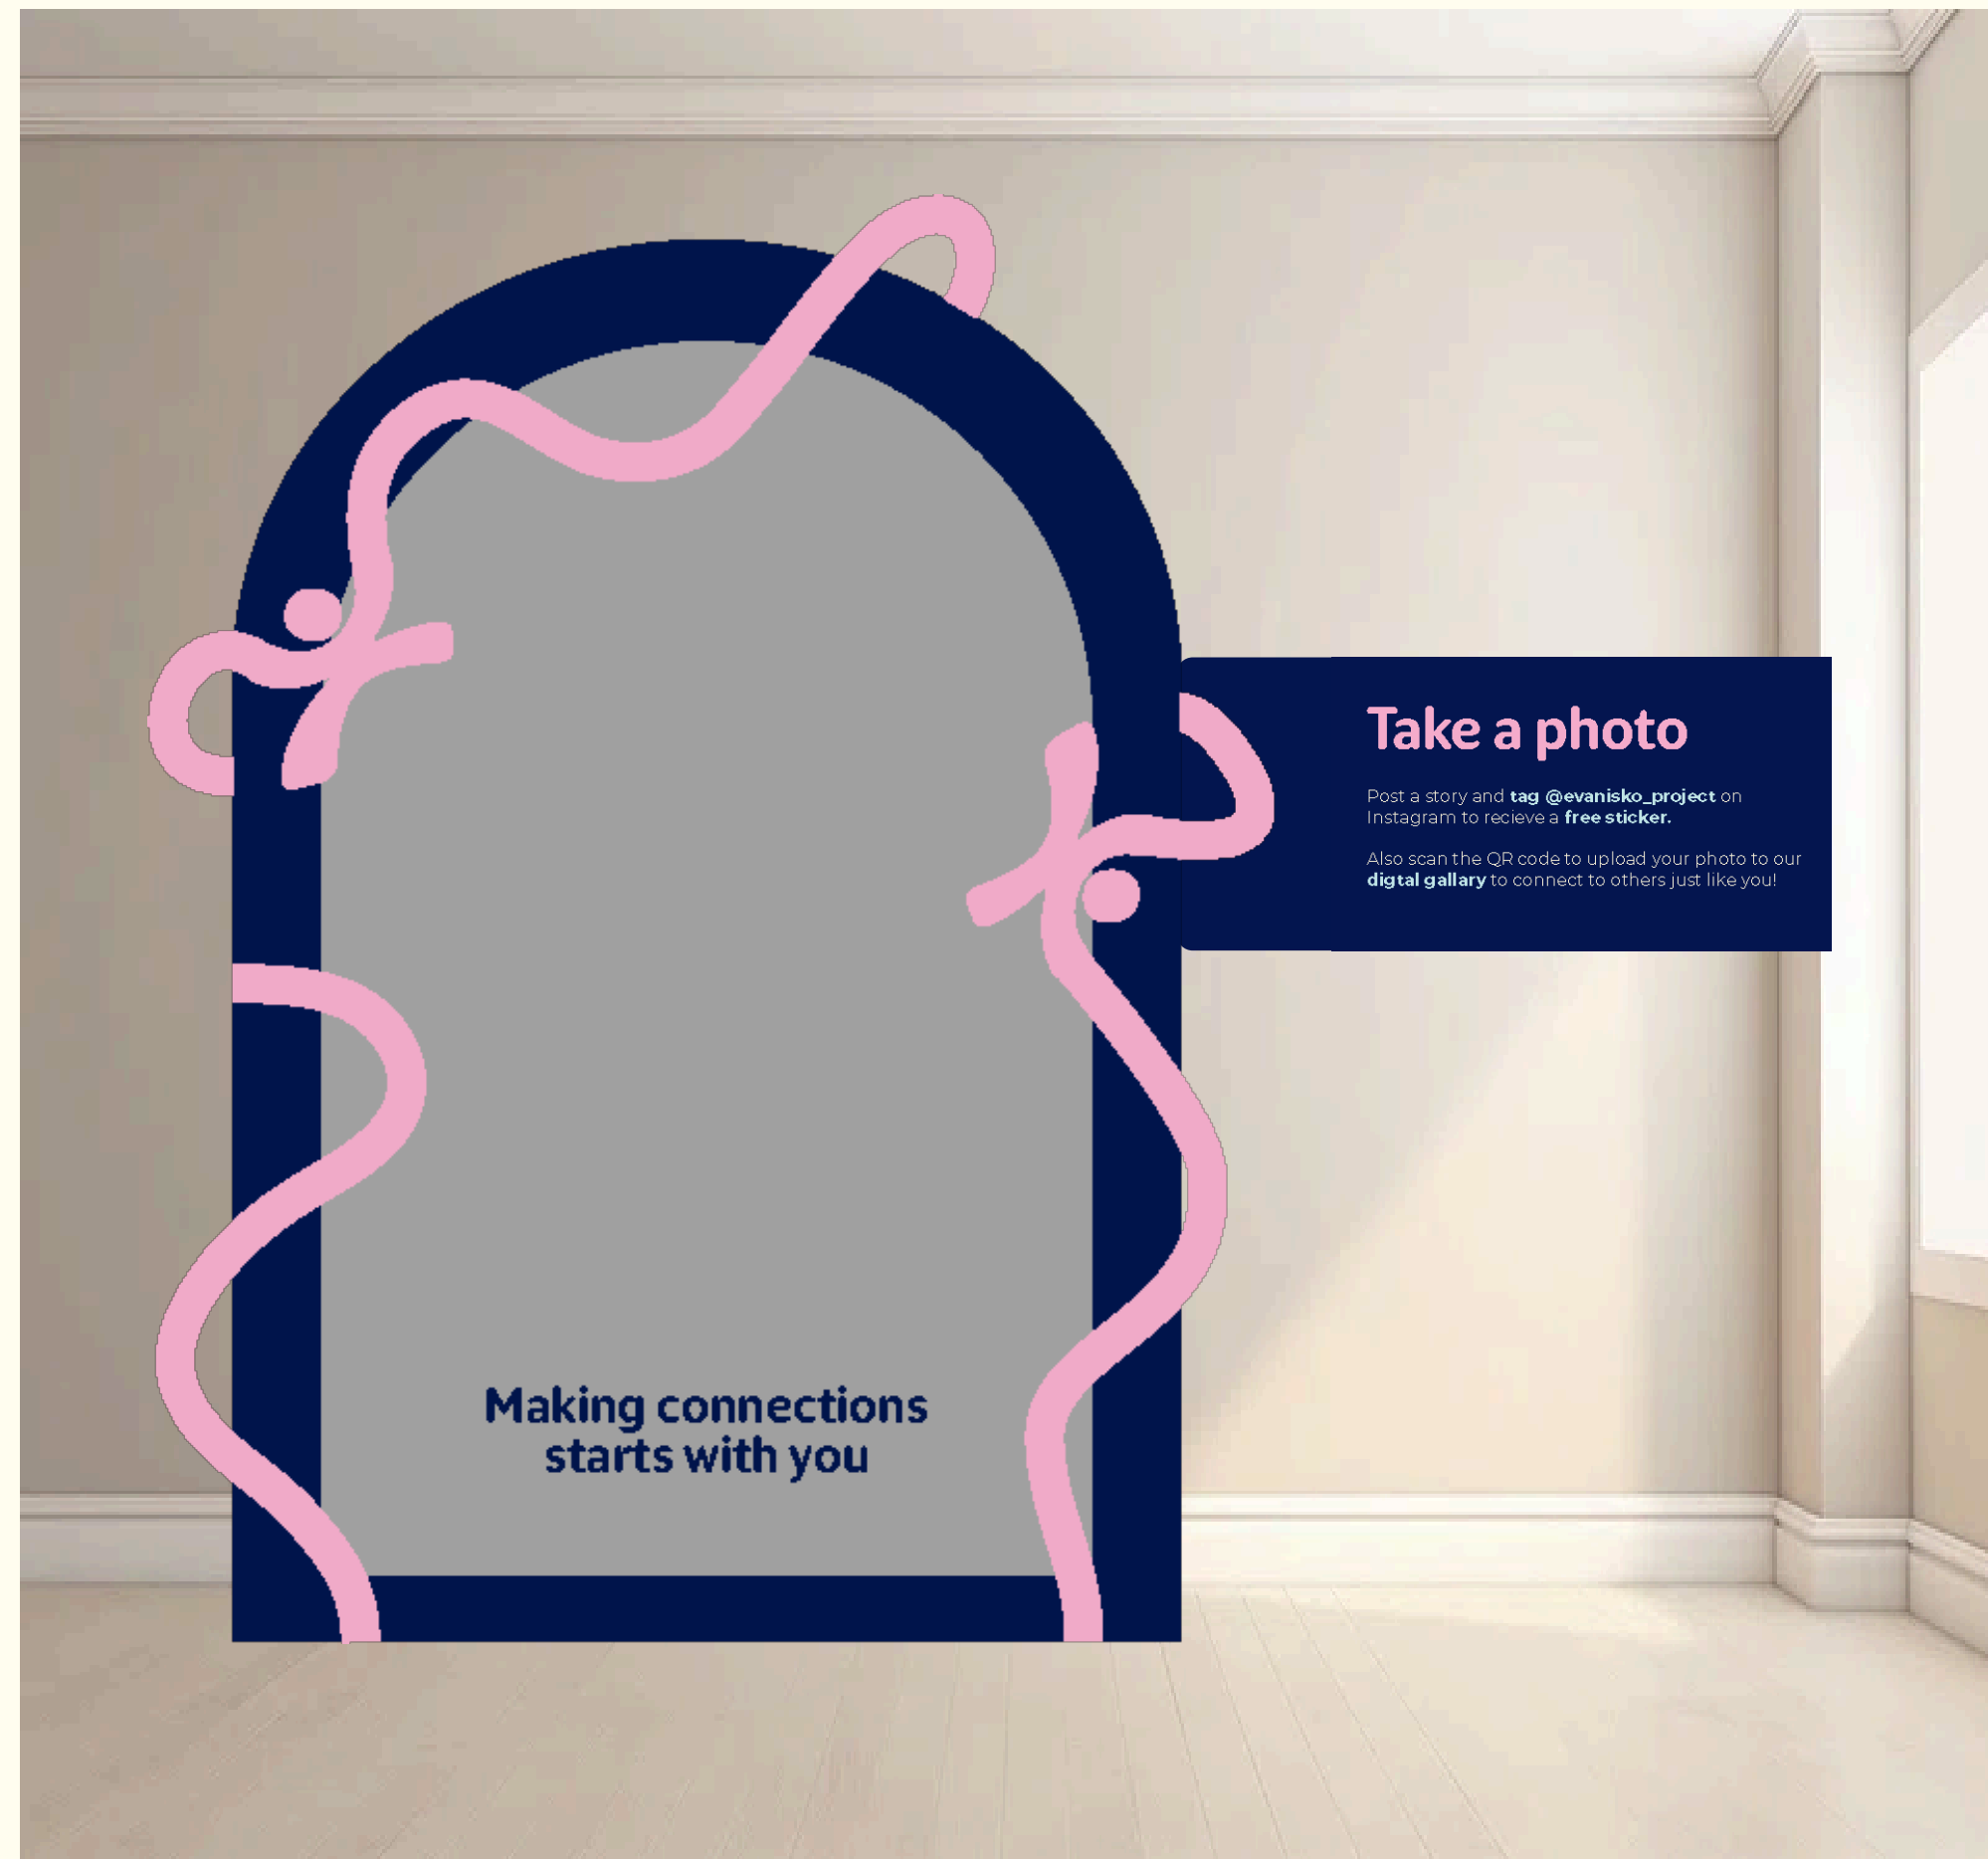 Take a photo
Post a story and tag @evanisko_project on
Instagram to recieve a free sticker.
Also scan the QR code to upload your photo to our
digtal gallary to connect to others just like you!
Making connections
starts with you